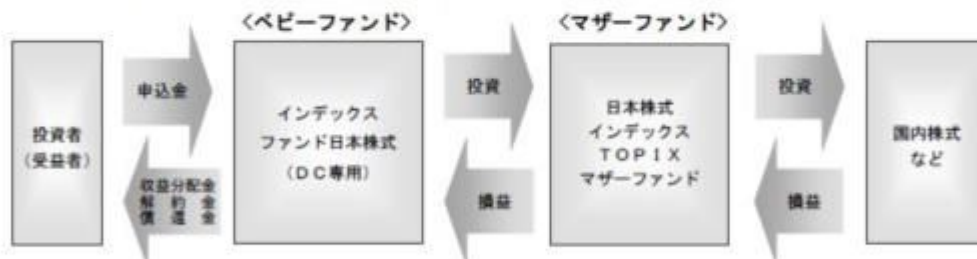 〈ベビーファンド〉
〈マザーファンド〉
投資者
(受益者)
申込金
収益分配金
解約金
償還金
インデックス
ファンド日本株式
(DC専用)
投資
損益
日本株式
インデックス
TOPIX
マザーファンド
投資
損益
国内株式
など